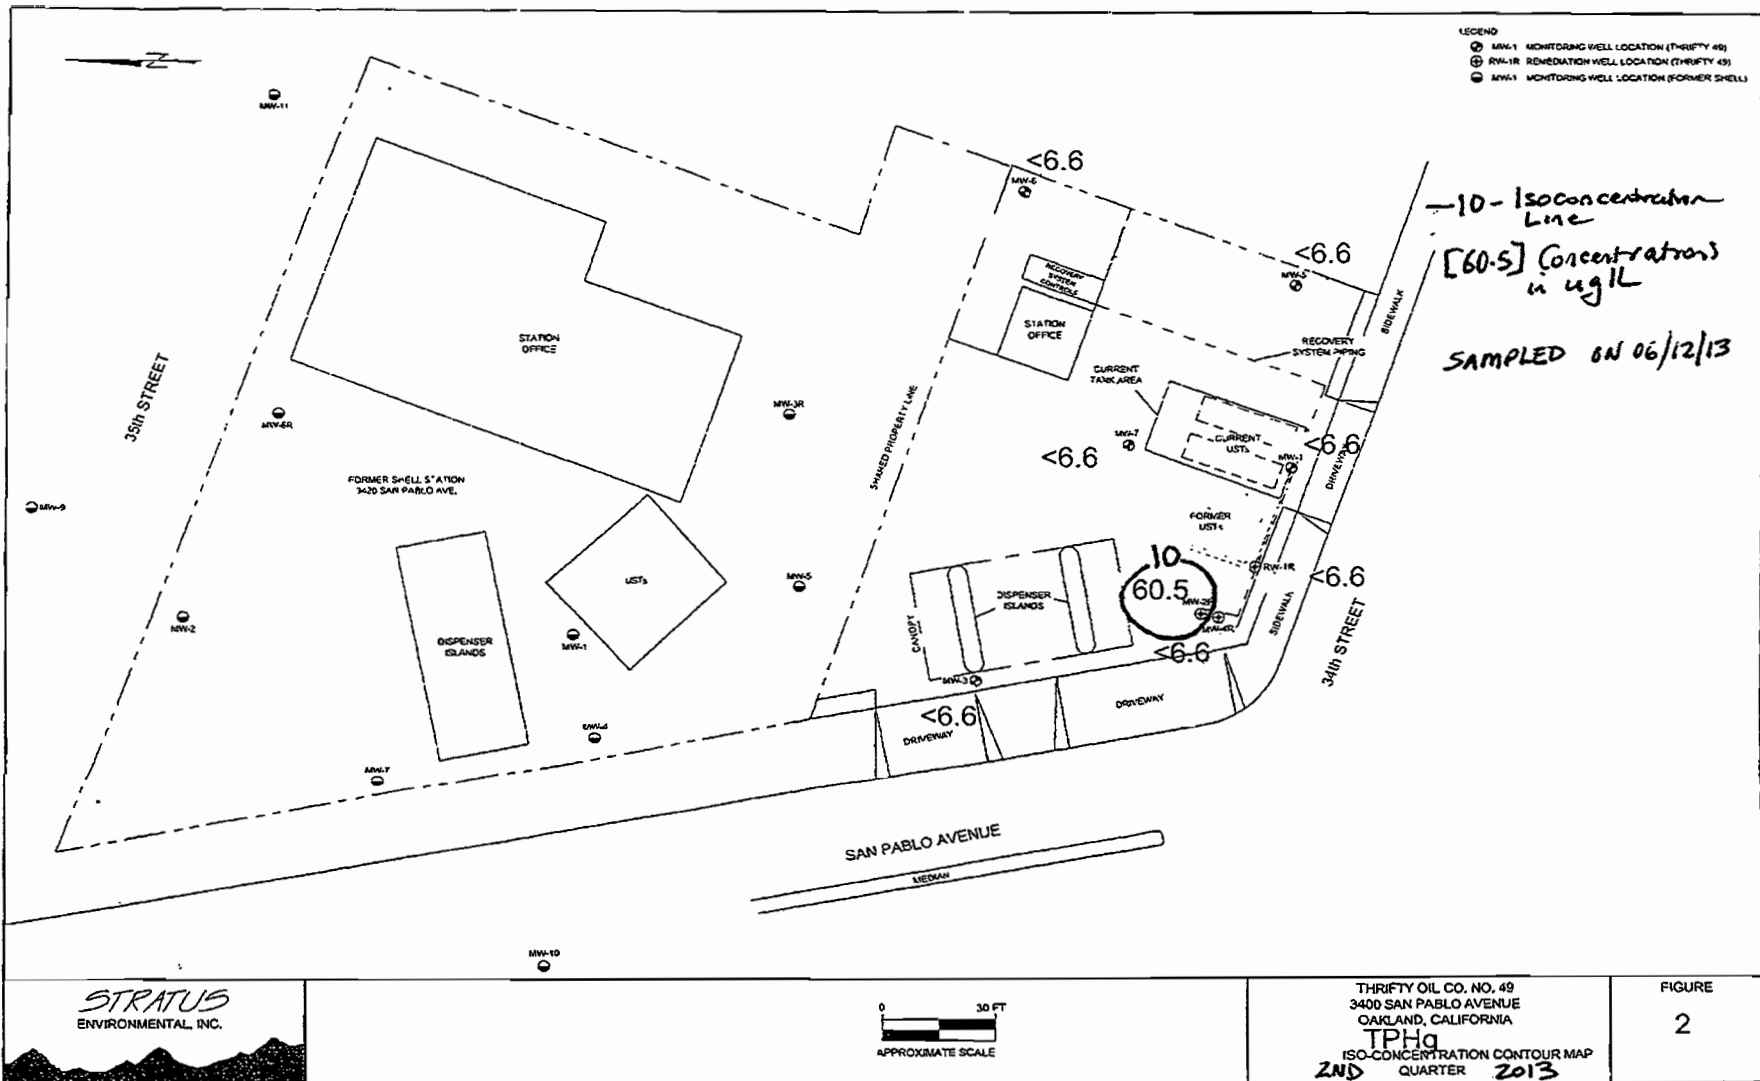 LEGEND
MW-1 MONITORING WELL LOCATION (THRIFTY 49)
RW-1R REMEDIATION WELL LOCATION (THRIFTY 49)
MW-1 MONITORING WELL LOCATION (FORMER SHELL)
N
MW-11
<6.6
MW-6
-10- Isoconcentration
Line
<6.6
MW-5
[60.5] Concentrations
in ug/L
SAMPLED ON 06/12/13
RECOVERY
SYSTEM
CONTROLS
STATION
OFFICE
STATION
OFFICE
SIDEWALK
RECOVERY
SYSTEM PIPING
CURRENT
TANK AREA
35th STREET
MW-6R
MW-3R
SHARED PROPERTY LINE
MW-7
<6.6
CURRENT
USTs
<6.6
MW-1
DRIVEWAY
FORMER SHELL STATION
3420 SAN PABLO AVE.
MW-9
FORMER
USTs
10
60.5
MW-2R
MW-4R
RW-1R
<6.6
USTs
MW-5
DISPENSER
ISLANDS
CANOPY
SIDEWALK
34th STREET
MW-2
DISPENSER
ISLANDS
MW-1
<6.6
MW-3
<6.6
DRIVEWAY
DRIVEWAY
MW-4
MW-7
SAN PABLO AVENUE
MEDIAN
MW-10
STRATUS
ENVIRONMENTAL, INC.
0 30 FT
APPROXIMATE SCALE
THRIFTY OIL CO. NO. 49
3400 SAN PABLO AVENUE
OAKLAND, CALIFORNIA
TPHg
ISO-CONCENTRATION CONTOUR MAP
2ND QUARTER 2013
FIGURE
2